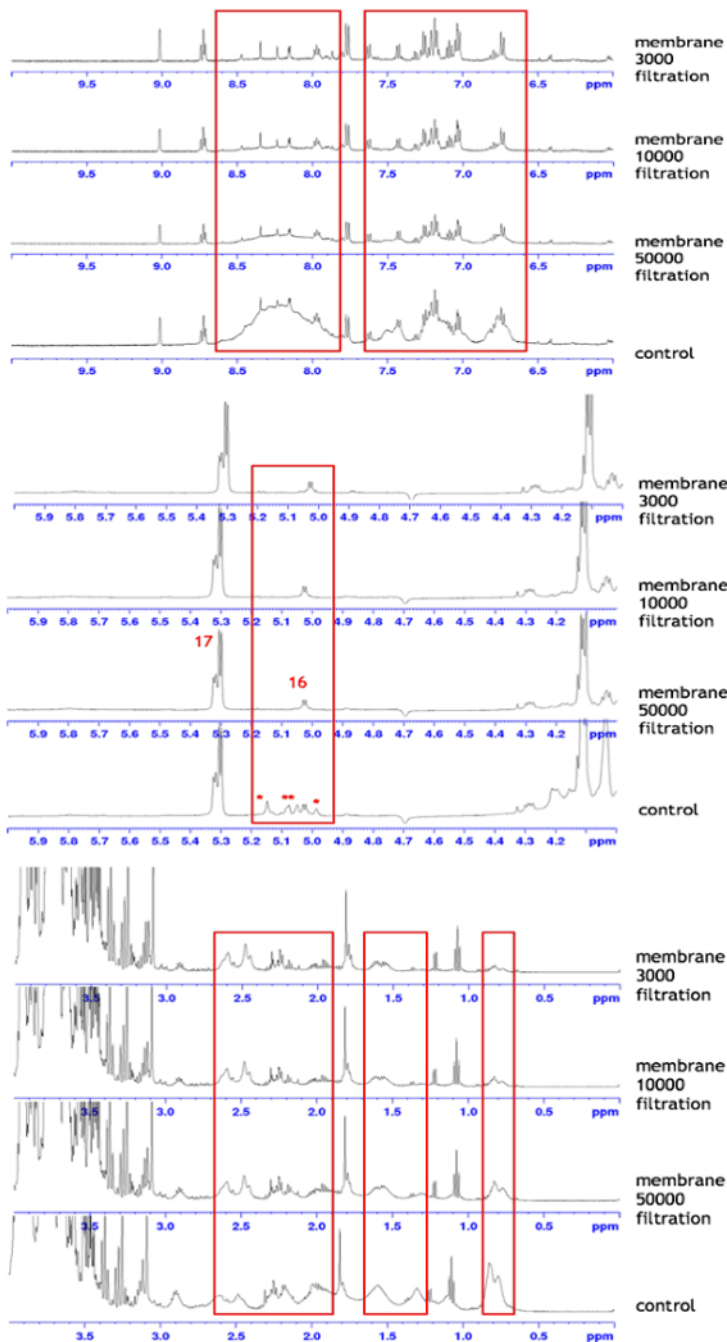 membrane
3000
filtration
9.5 9.0 8.5 8.0 7.5 7.0 6.5 ppm
membrane
10000
filtration
9.5 9.0 8.5 8.0 7.5 7.0 6.5 ppm
membrane
50000
filtration
9.5 9.0 8.5 8.0 7.5 7.0 6.5 ppm
control
9.5 9.0 8.5 8.0 7.5 7.0 6.5 ppm
membrane
3000
filtration
5.9 5.8 5.7 5.6 5.5 5.4 5.3 5.2 5.1 5.0 4.9 4.8 4.7 4.6 4.5 4.4 4.3 4.2 ppm
membrane
10000
filtration
5.9 5.8 5.7 5.6 5.5 5.4 5.3 5.2 5.1 5.0 4.9 4.8 4.7 4.6 4.5 4.4 4.3 4.2 ppm
17
16
membrane
50000
filtration
5.9 5.8 5.7 5.6 5.5 5.4 5.3 5.2 5.1 5.0 4.9 4.8 4.7 4.6 4.5 4.4 4.3 4.2 ppm
* ** *
control
5.9 5.8 5.7 5.6 5.5 5.4 5.3 5.2 5.1 5.0 4.9 4.8 4.7 4.6 4.5 4.4 4.3 4.2 ppm
membrane
3000
filtration
3.5 3.0 2.5 2.0 1.5 1.0 0.5 ppm
membrane
10000
filtration
3.5 3.0 2.5 2.0 1.5 1.0 0.5 ppm
membrane
50000
filtration
3.5 3.0 2.5 2.0 1.5 1.0 0.5 ppm
control
3.5 3.0 2.5 2.0 1.5 1.0 0.5 ppm